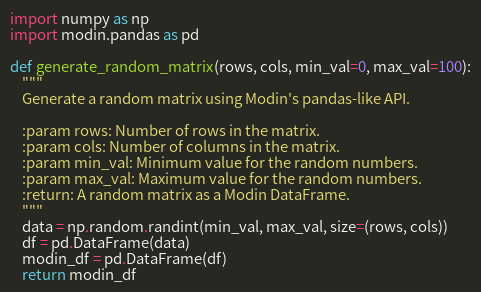 import numpy as np
import modin.pandas as pd
def generate_random_matrix(rows, cols, min_val=0, max_val=100):
"""
Generate a random matrix using Modin's pandas-like API.
:param rows: Number of rows in the matrix.
:param cols: Number of columns in the matrix.
:param min_val: Minimum value for the random numbers.
:param max_val: Maximum value for the random numbers.
:return: A random matrix as a Modin DataFrame.
"""
data = np.random.randint(min_val, max_val, size=(rows, cols))
df = pd.DataFrame(data)
modin_df = pd.DataFrame(df)
return modin_df